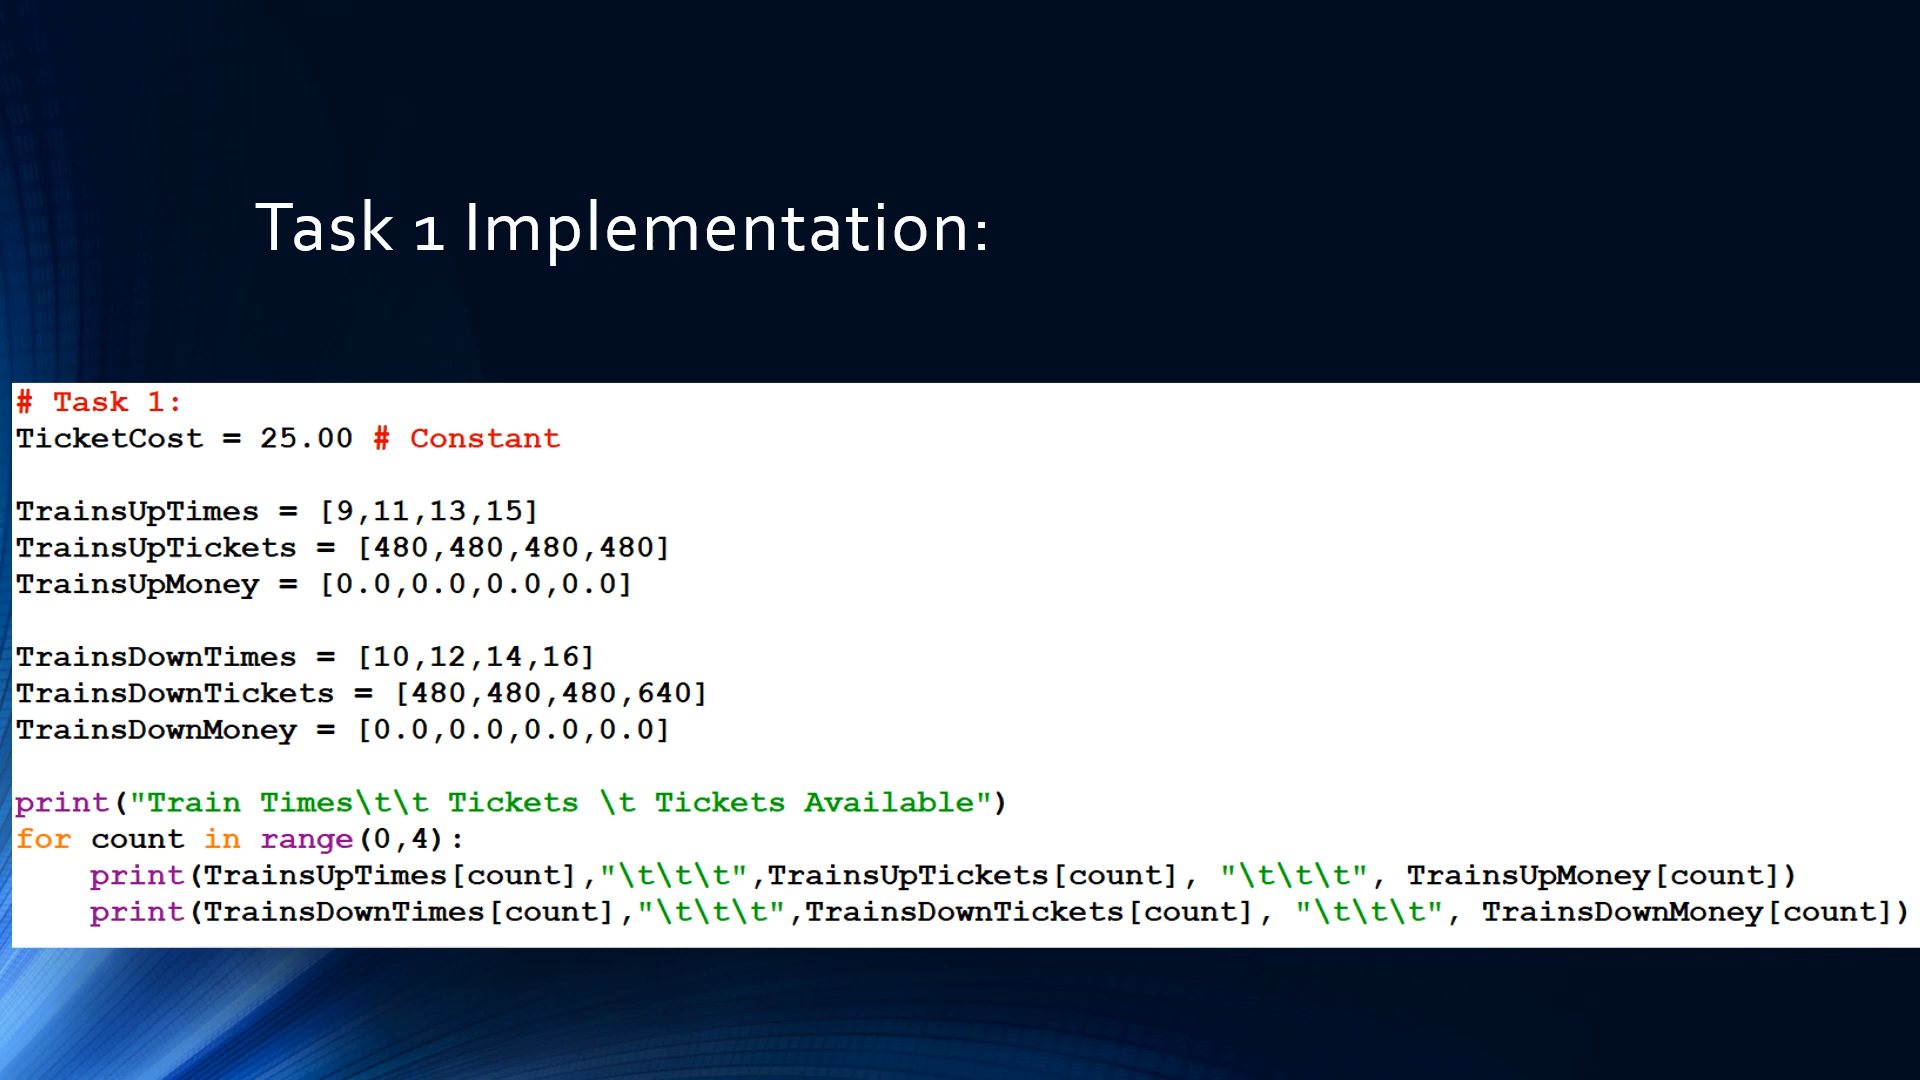 Task 1 Implementation:
# Task 1:
TicketCost = 25.00 # Constant
TrainsUpTimes = [9,11,13,15]
TrainsUpTickets = [480,480,480,480]
TrainsUpMoney = [0.0,0.0,0.0,0.0]
TrainsDownTimes = [10,12,14,16]
TrainsDownTickets = [480,480,480,640]
TrainsDownMoney = [0.0,0.0,0.0,0.0]
print("Train Times\t\t Tickets \t Tickets Available")
for count in range(0,4):
    print(TrainsUpTimes[count],"\t\t\t",TrainsUpTickets[count], "\t\t\t", TrainsUpMoney[count])
    print(TrainsDownTimes[count],"\t\t\t",TrainsDownTickets[count], "\t\t\t", TrainsDownMoney[count])